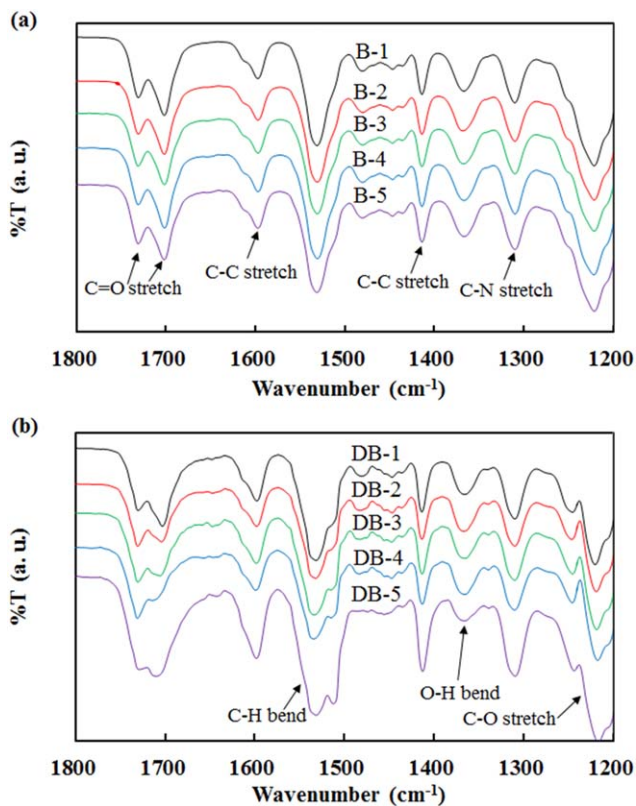 (a)
%T (a. u.)
B-1
B-2
B-3
B-4
B-5
C=O stretch
C-C stretch
C-C stretch
C-N stretch
1800 1700 1600 1500 1400 1300 1200
Wavenumber (cm-1)
(b)
%T (a. u.)
DB-1
DB-2
DB-3
DB-4
DB-5
C-H bend
O-H bend
C-O stretch
1800 1700 1600 1500 1400 1300 1200
Wavenumber (cm-1)